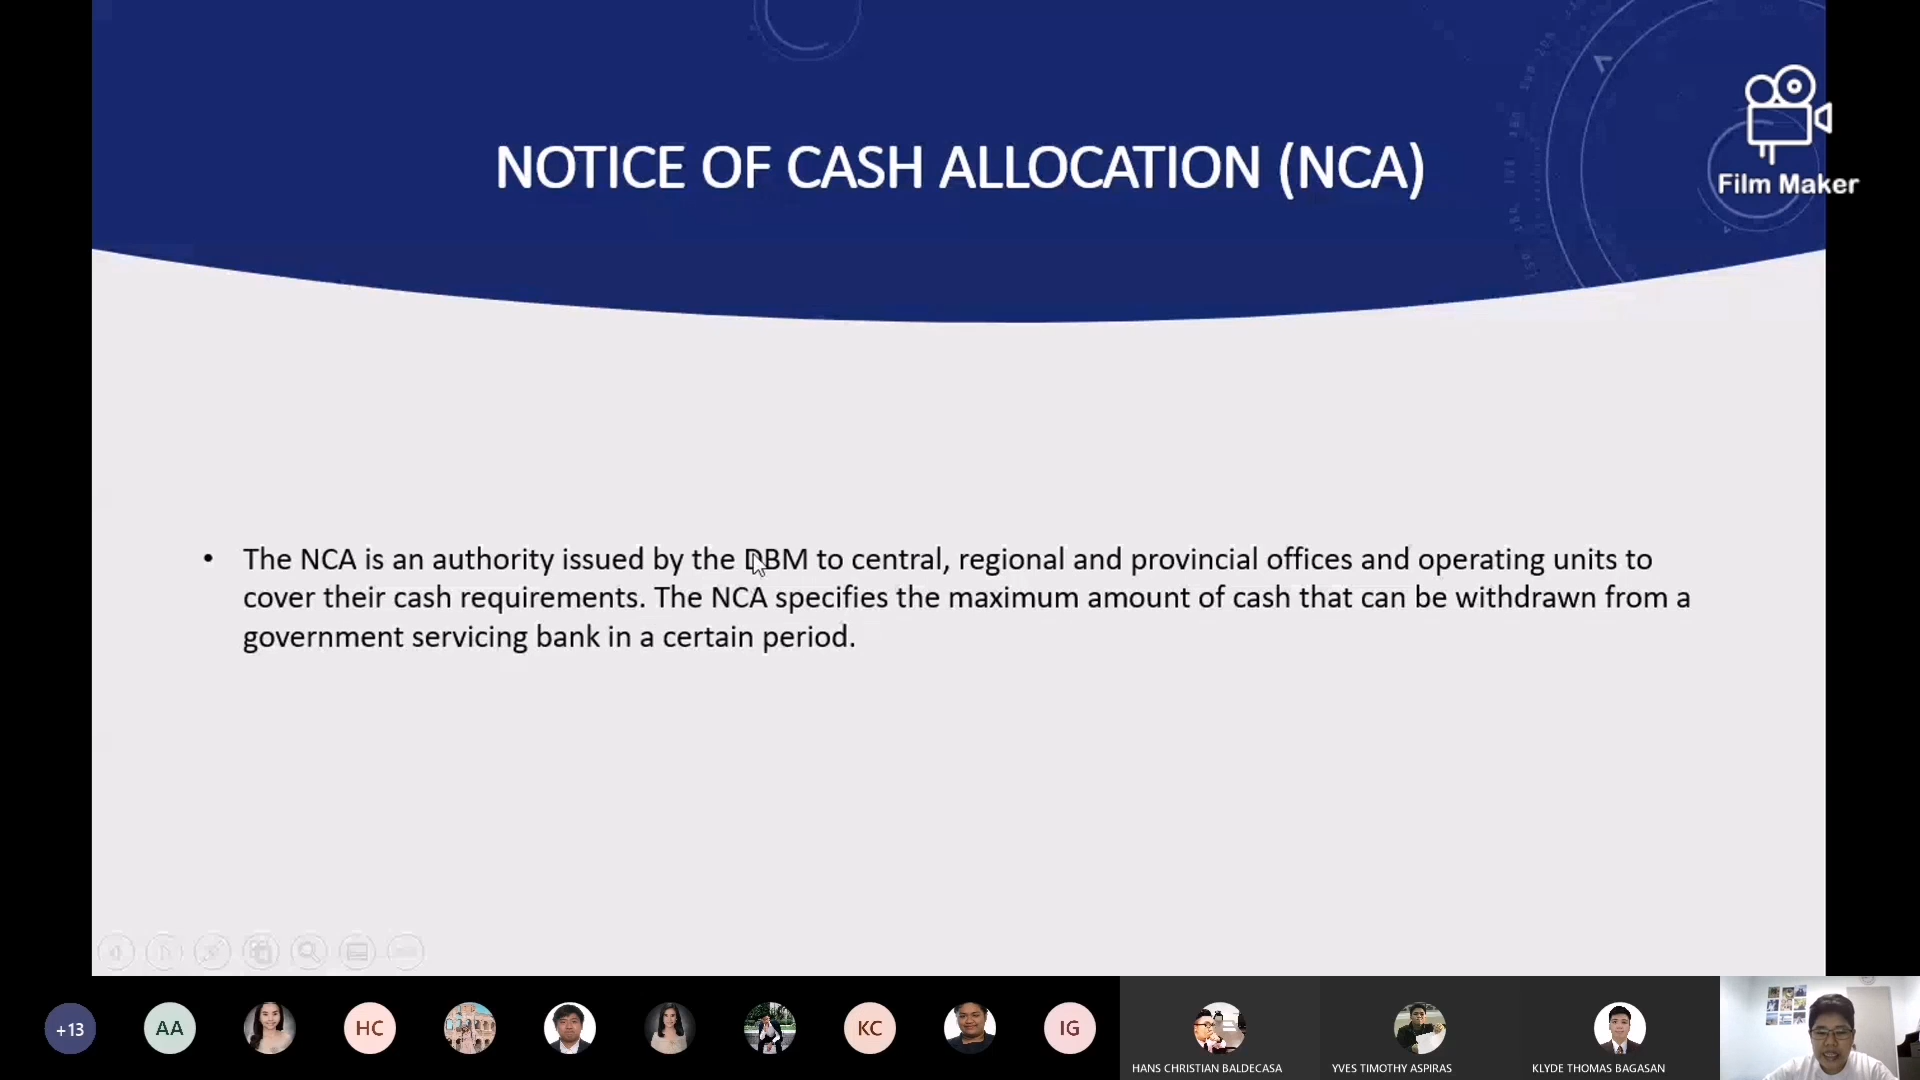 NOTICE OF CASH ALLOCATION (NCA)
Film Maker
• The NCA is an authority issued by the DBM to central, regional and provincial offices and operating units to
cover their cash requirements. The NCA specifies the maximum amount of cash that can be withdrawn from a
government servicing bank in a certain period.
+13
AA
HC
KC
IG
HANS CHRISTIAN BALDECASA
YVES TIMOTHY ASPIRAS
KLYDE THOMAS BAGASAN